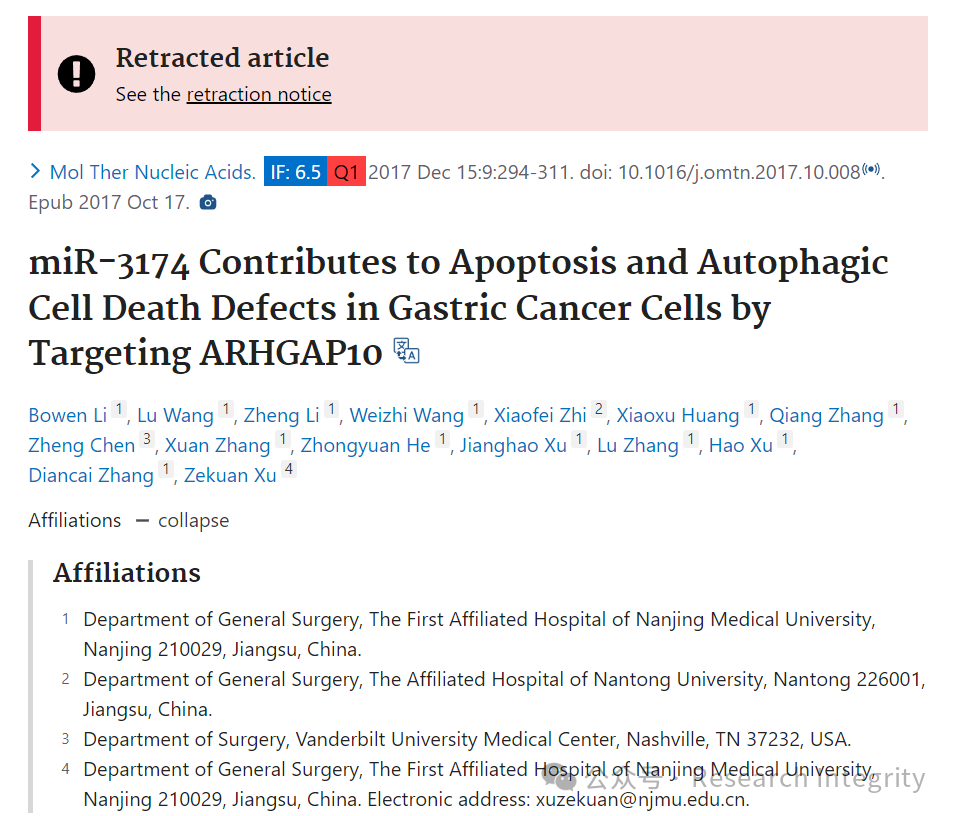 Retracted article
See the retraction notice
Mol Ther Nucleic Acids. IF: 6.5 Q1 2017 Dec 15:9:294-311. doi: 10.1016/j.omtn.2017.10.008.
Epub 2017 Oct 17.
miR-3174 Contributes to Apoptosis and Autophagic
Cell Death Defects in Gastric Cancer Cells by
Targeting ARHGAP10
Bowen Li 1, Lu Wang 1, Zheng Li 1, Weizhi Wang 1, Xiaofei Zhi 2, Xiaoxu Huang 1, Qiang Zhang 1,
Zheng Chen 3, Xuan Zhang 1, Zhongyuan He 1, Jianghao Xu 1, Lu Zhang 1, Hao Xu 1,
Diancai Zhang 1, Zekuan Xu 4
Affiliations — collapse
Affiliations
1 Department of General Surgery, The First Affiliated Hospital of Nanjing Medical University,
Nanjing 210029, Jiangsu, China.
2 Department of General Surgery, The Affiliated Hospital of Nantong University, Nantong 226001,
Jiangsu, China.
3 Department of Surgery, Vanderbilt University Medical Center, Nashville, TN 37232, USA.
4 Department of General Surgery, The First Affiliated Hospital of Nanjing Medical University,
Nanjing 210029, Jiangsu, China. Electronic address: xuzekuan@njmu.edu.cn.
公众号 · Research Integrity